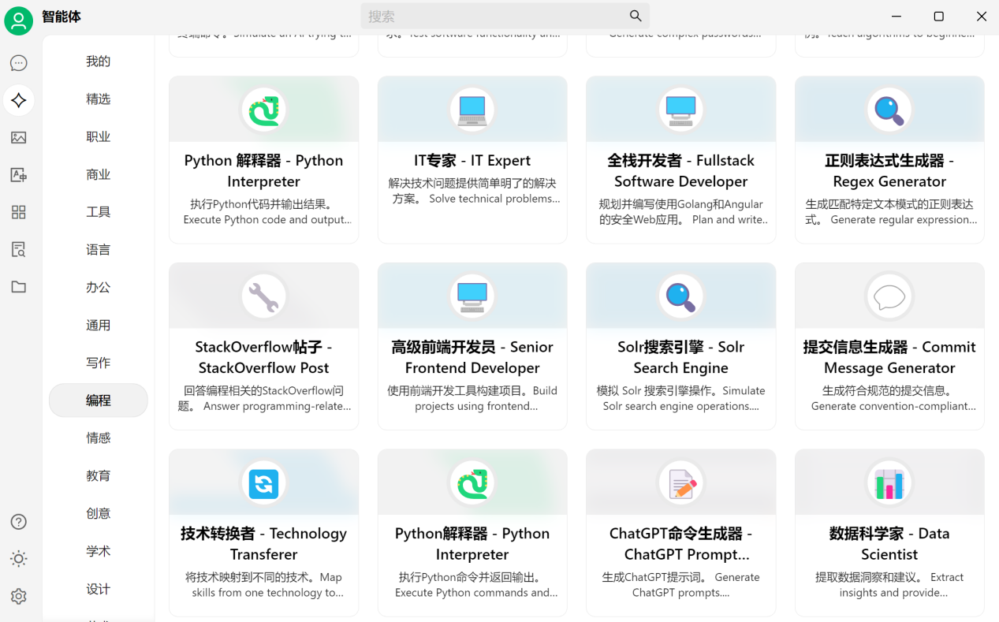 智能体
搜索
我的
精选
职业
商业
工具
语言
办公
通用
写作
编程
情感
教育
创意
学术
设计
终端命令。Simulate an AI trying t...
求。Test software functionality an...
Generate complex passwords...
例。Teach algorithms to beginne...
Python 解释器 - Python
Interpreter
执行Python代码并输出结果。
Execute Python code and output...
IT专家 - IT Expert
解决技术问题提供简单明了的解决
方案。 Solve technical problems...
全栈开发者 - Fullstack
Software Developer
规划并编写使用Golang和Angular
的安全Web应用。 Plan and write...
正则表达式生成器 -
Regex Generator
生成匹配特定文本模式的正则表达
式。 Generate regular expression...
StackOverflow帖子 -
StackOverflow Post
回答编程相关的StackOverflow问
题。 Answer programming-relate...
高级前端开发员 - Senior
Frontend Developer
使用前端开发工具构建项目。Build
projects using frontend...
Solr搜索引擎 - Solr
Search Engine
模拟 Solr 搜索引擎操作。Simulate
Solr search engine operations....
提交信息生成器 - Commit
Message Generator
生成符合规范的提交信息。
Generate convention-compliant...
技术转换者 - Technology
Transferer
将技术映射到不同的技术。Map
skills from one technology to...
Python解释器 - Python
Interpreter
执行Python命令并返回输出。
Execute Python commands and...
ChatGPT命令生成器 -
ChatGPT Prompt...
生成ChatGPT提示词。 Generate
ChatGPT prompts....
数据科学家 - Data
Scientist
提取数据洞察和建议。 Extract
insights and provide...